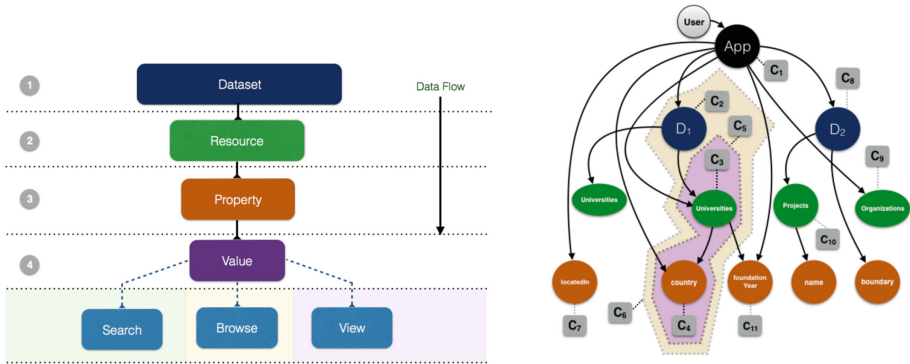 1
Dataset
Data Flow
2
Resource
3
Property
4
Value
Search
Browse
View
User
App
C1
C8
C2
D1
C5
D2
C3
C9
Universities
Universities
Projects
Organizations
C10
locatedIn
country
foundation
Year
name
boundary
C6
C7
C4
C11